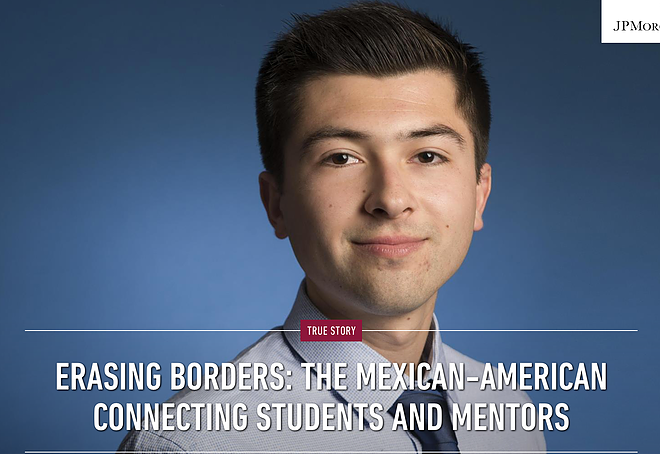 TRUE STORY
ERASING BORDERS: THE MEXICAN-AMERICAN
CONNECTING STUDENTS AND MENTORS